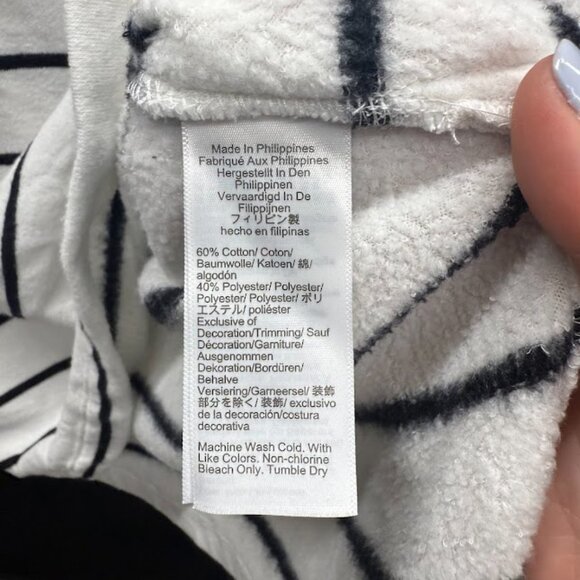 Made In Philippines
Fabriqué Aux Philippines
Hergestellt In Den
Philippinen
Vervaardigd In De
Filippijnen
フィリピン製
hecho en filipinas
60% Cotton/ Coton/
Baumwolle/ Katoen/ 綿/
algodón
40% Polyester/ Polyester/
Polyester/ Polyester/ ポリ
エステル/ poliéster
Exclusive of
Decoration/Trimming/ Sauf
Décoration/Garniture/
Ausgenommen
Dekoration/Bordüren/
Behalve
Versiering/Garneersel/ 装飾
部分を除く/ 装飾/ exclusivo
de la decoración/costura
decorativa
Machine Wash Cold. With
Like Colors. Non-chlorine
Bleach Only. Tumble Dry